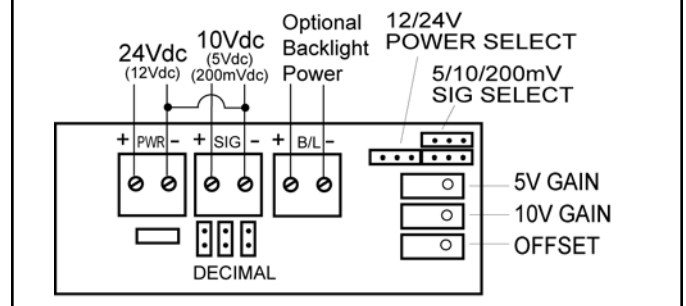 24Vdc
(12Vdc)
10Vdc
(5Vdc)
(200mVdc)
Optional
Backlight
Power
12/24V
POWER SELECT
5/10/200mV
SIG SELECT
+ PWR - + SIG - + B/L -
5V GAIN
10V GAIN
OFFSET
DECIMAL